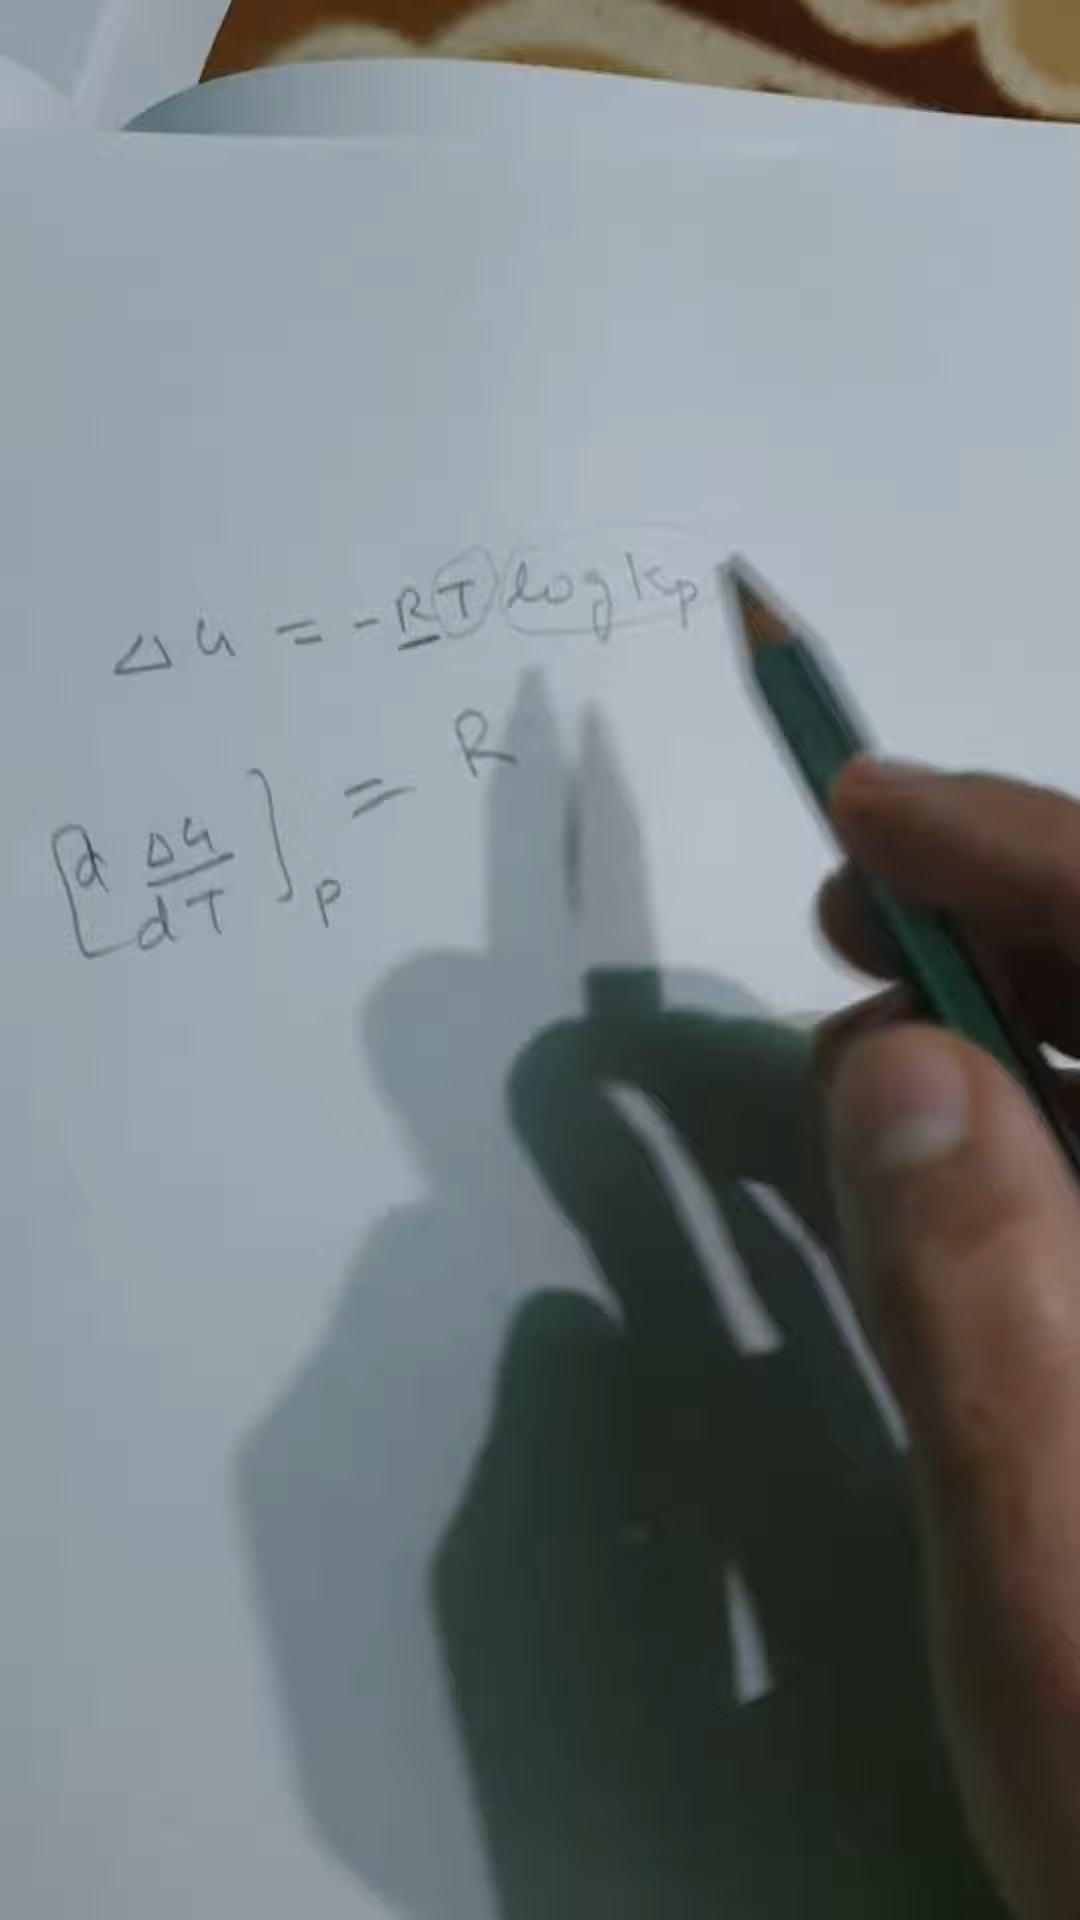 ΔG = -RT log Kp
[d ΔG/dT]p = R